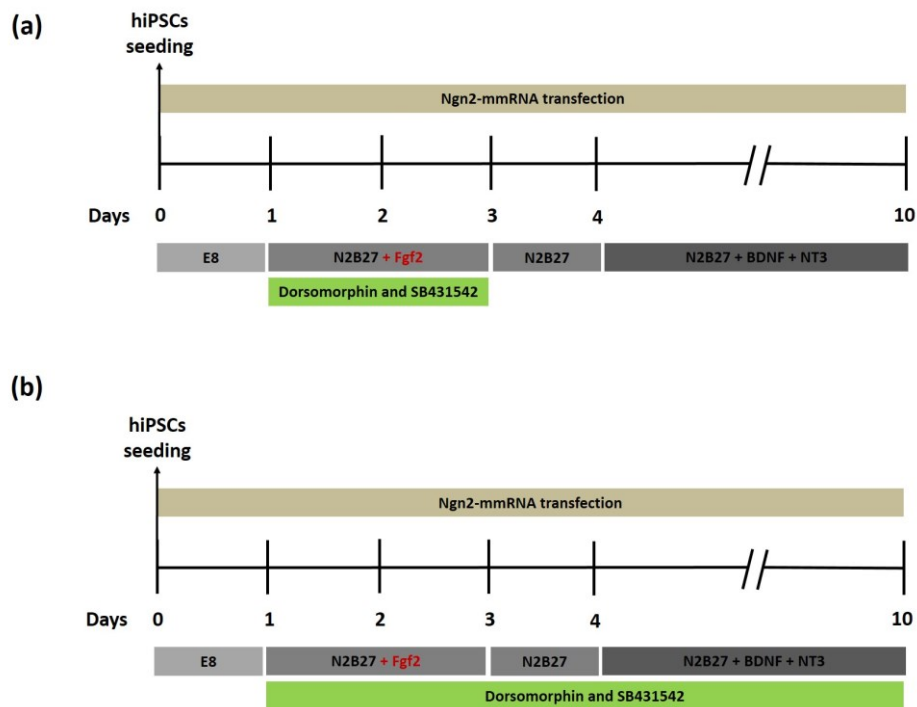 (a)
hiPSCs
seeding
Ngn2-mmRNA transfection
Days 0 1 2 3 4 10
E8 N2B27 + Fgf2 N2B27 N2B27 + BDNF + NT3
Dorsomorphin and SB431542
(b)
hiPSCs
seeding
Ngn2-mmRNA transfection
Days 0 1 2 3 4 10
E8 N2B27 + Fgf2 N2B27 N2B27 + BDNF + NT3
Dorsomorphin and SB431542